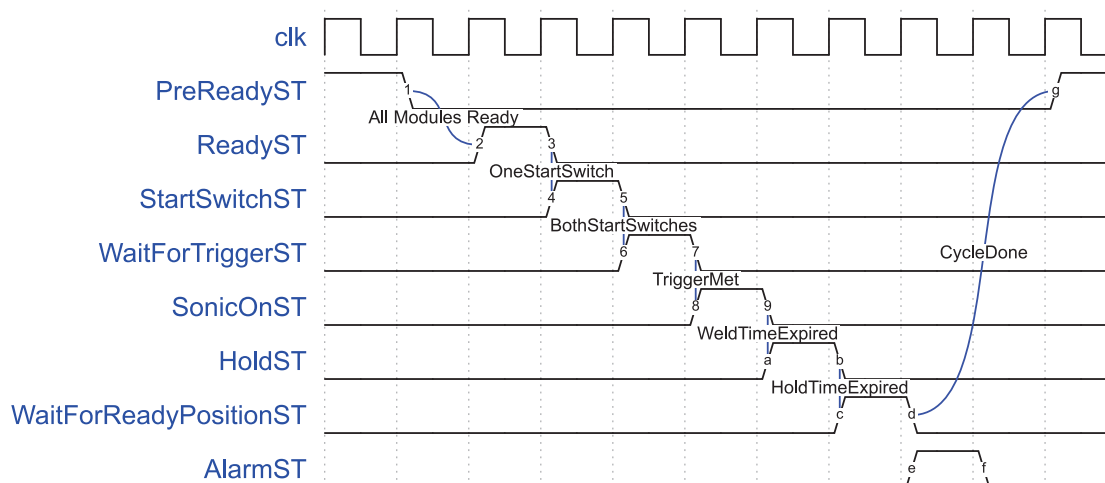 clk
PreReadyST
1
g
All Modules Ready
ReadyST
2
3
OneStartSwitch
StartSwitchST
4
5
BothStartSwitches
WaitForTriggerST
6
7
CycleDone
TriggerMet
SonicOnST
8
9
WeldTimeExpired
HoldST
a
b
HoldTimeExpired
WaitForReadyPositionST
c
d
AlarmST
e
f